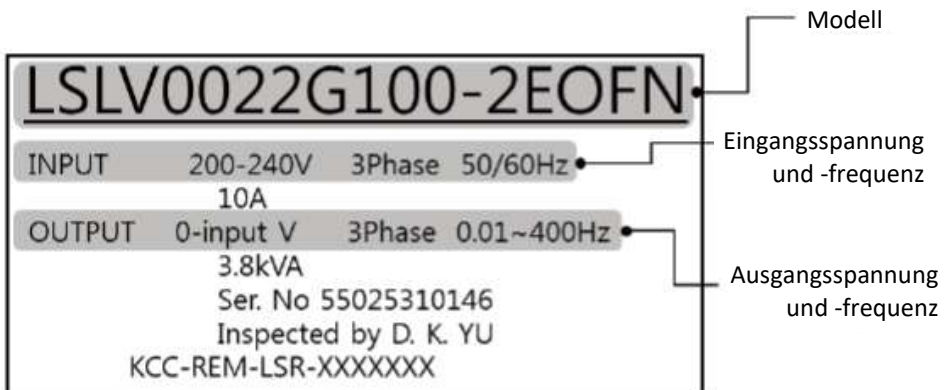 Modell
LSLV0022G100-2EOFN
INPUT 200-240V 3Phase 50/60Hz
10A
OUTPUT 0-input V 3Phase 0.01~400Hz
3.8kVA
Ser. No 55025310146
Inspected by D. K. YU
KCC-REM-LSR-XXXXXXX
Eingangsspannung
und -frequenz
Ausgangsspannung
und -frequenz